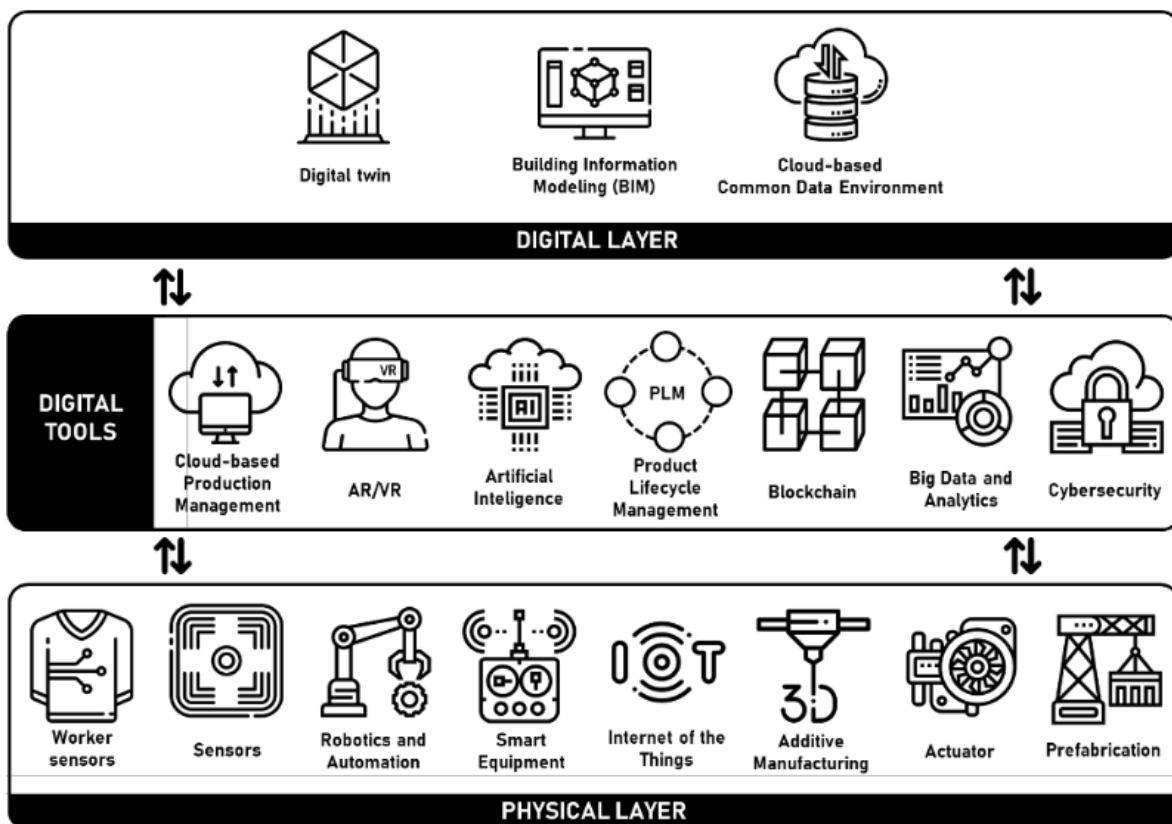 Digital twin
Building Information
Modeling (BIM)
Cloud-based
Common Data Environment
DIGITAL LAYER
DIGITAL
TOOLS
Cloud-based
Production
Management
VR
AR/VR
AI
Artificial
Inteligence
PLM
Product
Lifecycle
Management
Blockchain
Big Data and
Analytics
Cybersecurity
Worker
sensors
Sensors
Robotics and
Automation
Smart
Equipment
I T
Internet of the
Things
3D
Additive
Manufacturing
Actuator
Prefabrication
PHYSICAL LAYER